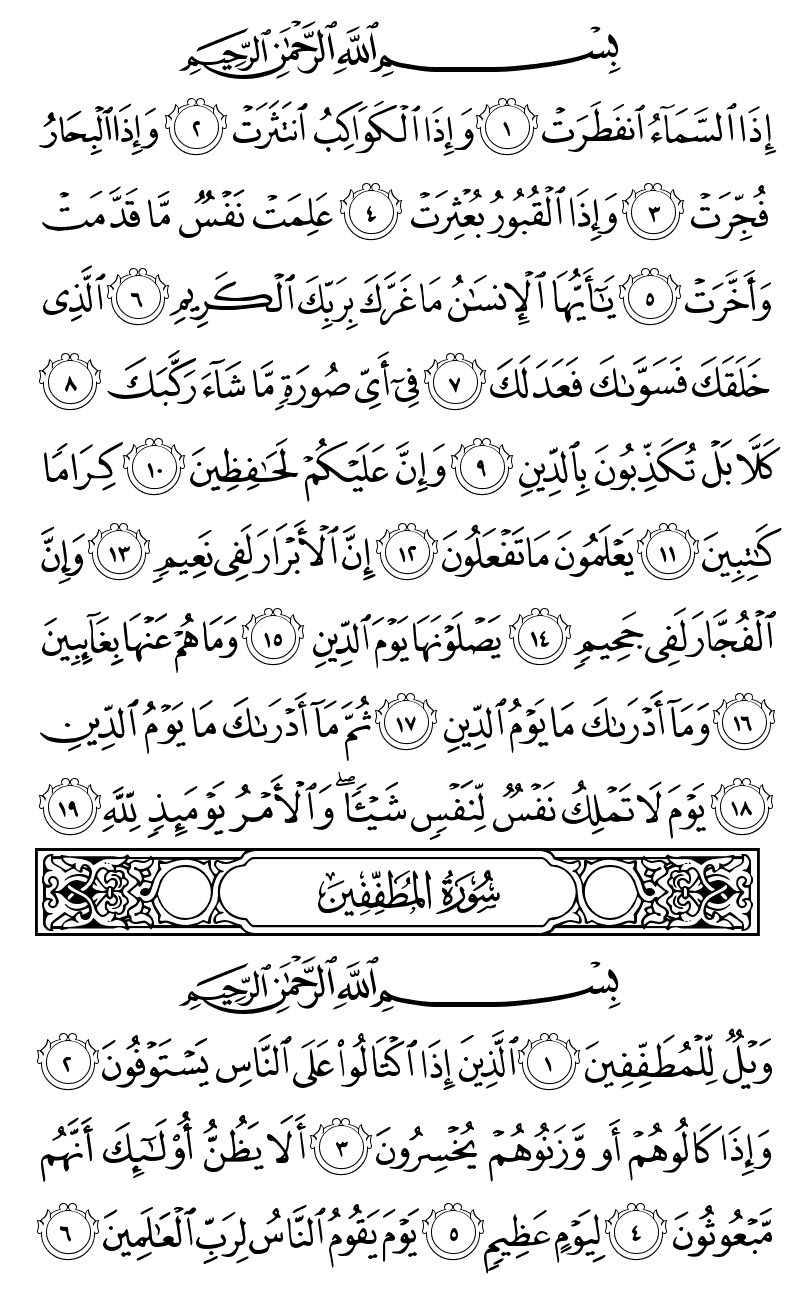 بِسۡمِ ٱللَّهِ ٱلرَّحۡمَٰنِ ٱلرَّحِيمِ
إِذَا ٱلسَّمَآءُ ٱنفَطَرَتۡ ١ وَإِذَا ٱلۡكَوَاكِبُ ٱنتَثَرَتۡ ٢ وَإِذَا ٱلۡبِحَارُ
فُجِّرَتۡ ٣ وَإِذَا ٱلۡقُبُورُ بُعۡثِرَتۡ ٤ عَلِمَتۡ نَفۡسٞ مَّا قَدَّمَتۡ
وَأَخَّرَتۡ ٥ يَٰٓأَيُّهَا ٱلۡإِنسَٰنُ مَا غَرَّكَ بِرَبِّكَ ٱلۡكَرِيمِ ٦ ٱلَّذِي
خَلَقَكَ فَسَوَّىٰكَ فَعَدَلَكَ ٧ فِيٓ أَيِّ صُورَةٖ مَّا شَآءَ رَكَّبَكَ ٨
كَلَّا بَلۡ تُكَذِّبُونَ بِٱلدِّينِ ٩ وَإِنَّ عَلَيۡكُمۡ لَحَٰفِظِينَ ١٠ كِرَامٗا
كَٰتِبِينَ ١١ يَعۡلَمُونَ مَا تَفۡعَلُونَ ١٢ إِنَّ ٱلۡأَبۡرَارَ لَفِي نَعِيمٖ ١٣ وَإِنَّ
ٱلۡفُجَّارَ لَفِي جَحِيمٖ ١٤ يَصۡلَوۡنَهَا يَوۡمَ ٱلدِّينِ ١٥ وَمَا هُمۡ عَنۡهَا بِغَآئِبِينَ
١٦ وَمَآ أَدۡرَىٰكَ مَا يَوۡمُ ٱلدِّينِ ١٧ ثُمَّ مَآ أَدۡرَىٰكَ مَا يَوۡمُ ٱلدِّينِ
١٨ يَوۡمَ لَا تَمۡلِكُ نَفۡسٞ لِّنَفۡسٖ شَيۡـٔٗاۖ وَٱلۡأَمۡرُ يَوۡمَئِذٖ لِّلَّهِ ١٩
سُورَةُ المُطَفِّفِينَ
بِسۡمِ ٱللَّهِ ٱلرَّحۡمَٰنِ ٱلرَّحِيمِ
وَيۡلٞ لِّلۡمُطَفِّفِينَ ١ ٱلَّذِينَ إِذَا ٱكۡتَالُواْ عَلَى ٱلنَّاسِ يَسۡتَوۡفُونَ ٢
وَإِذَا كَالُوهُمۡ أَو وَّزَنُوهُمۡ يُخۡسِرُونَ ٣ أَلَا يَظُنُّ أُوْلَٰٓئِكَ أَنَّهُم
مَّبۡعُوثُونَ ٤ لِيَوۡمٍ عَظِيمٖ ٥ يَوۡمَ يَقُومُ ٱلنَّاسُ لِرَبِّ ٱلۡعَٰلَمِينَ ٦